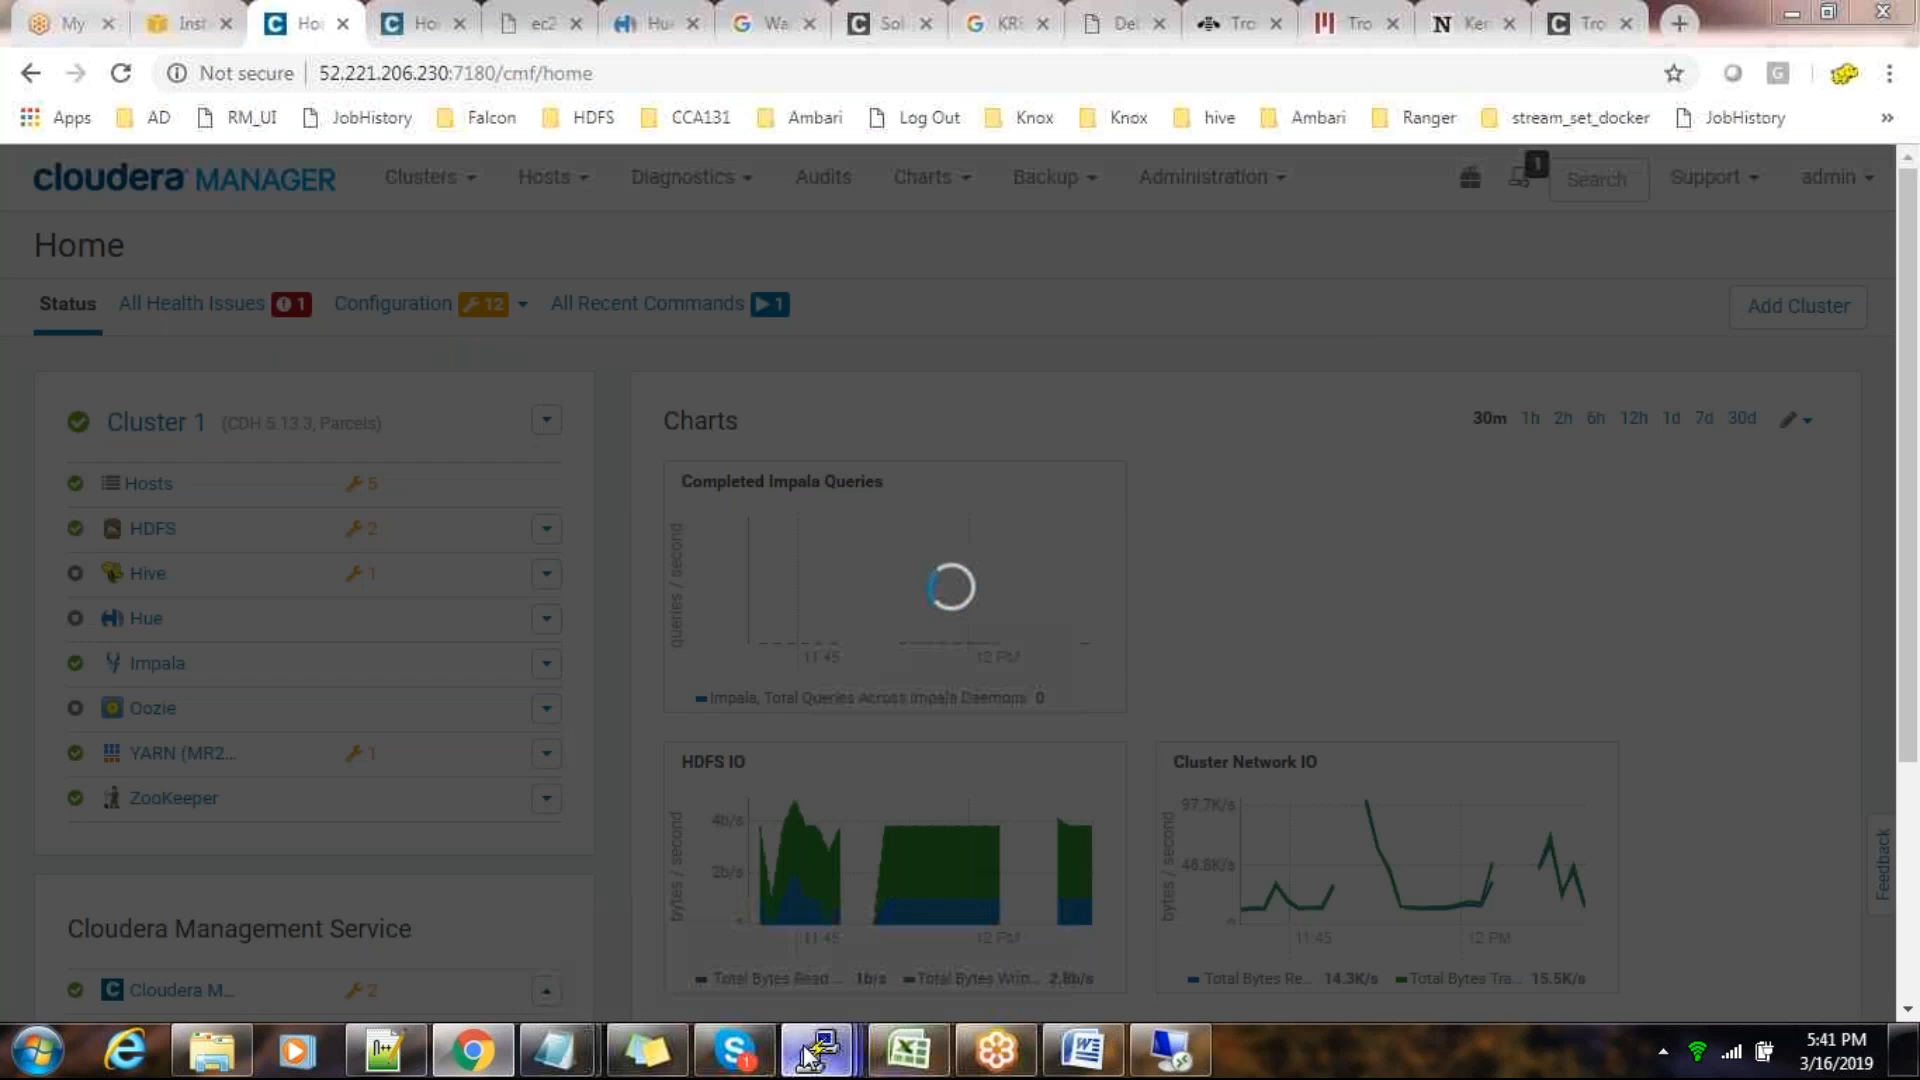 My
Inst
Hoi
Ho
ec2
Hu
Wa
Sol
KR
Del
Tro
Tro
Ker
Tro
Not secure
52.221.206.230:7180/cmf/home
Apps
AD
RM_UI
JobHistory
Falcon
HDFS
CCA131
Ambari
Log Out
Knox
Knox
hive
Ambari
Ranger
stream_set_docker
JobHistory
»
cloudera MANAGER
Clusters
Hosts
Diagnostics
Audits
Charts
Backup
Administration
1
Search
Support
admin
Home
Status
All Health Issues 1
Configuration 12
All Recent Commands 1
Add Cluster
Cluster 1 (CDH 5.13.3, Parcels)
Hosts 5
HDFS 2
Hive 1
Hue
Impala
Oozie
YARN (MR2... 1
ZooKeeper
Cloudera Management Service
Cloudera M... 2
Charts
30m 1h 2h 6h 12h 1d 7d 30d
Completed Impala Queries
queries / second
11:45
12 PM
Impala, Total Queries Across Impala Daemons 0
HDFS IO
bytes / second
4b/s
2b/s
11:45
12 PM
Total Bytes Read ... 1b/s
Total Bytes Writt... 2.8b/s
Cluster Network IO
bytes / second
97.7K/s
48.8K/s
11:45
12 PM
Total Bytes Re... 14.3K/s
Total Bytes Tra... 15.5K/s
Feedback
5:41 PM
3/16/2019